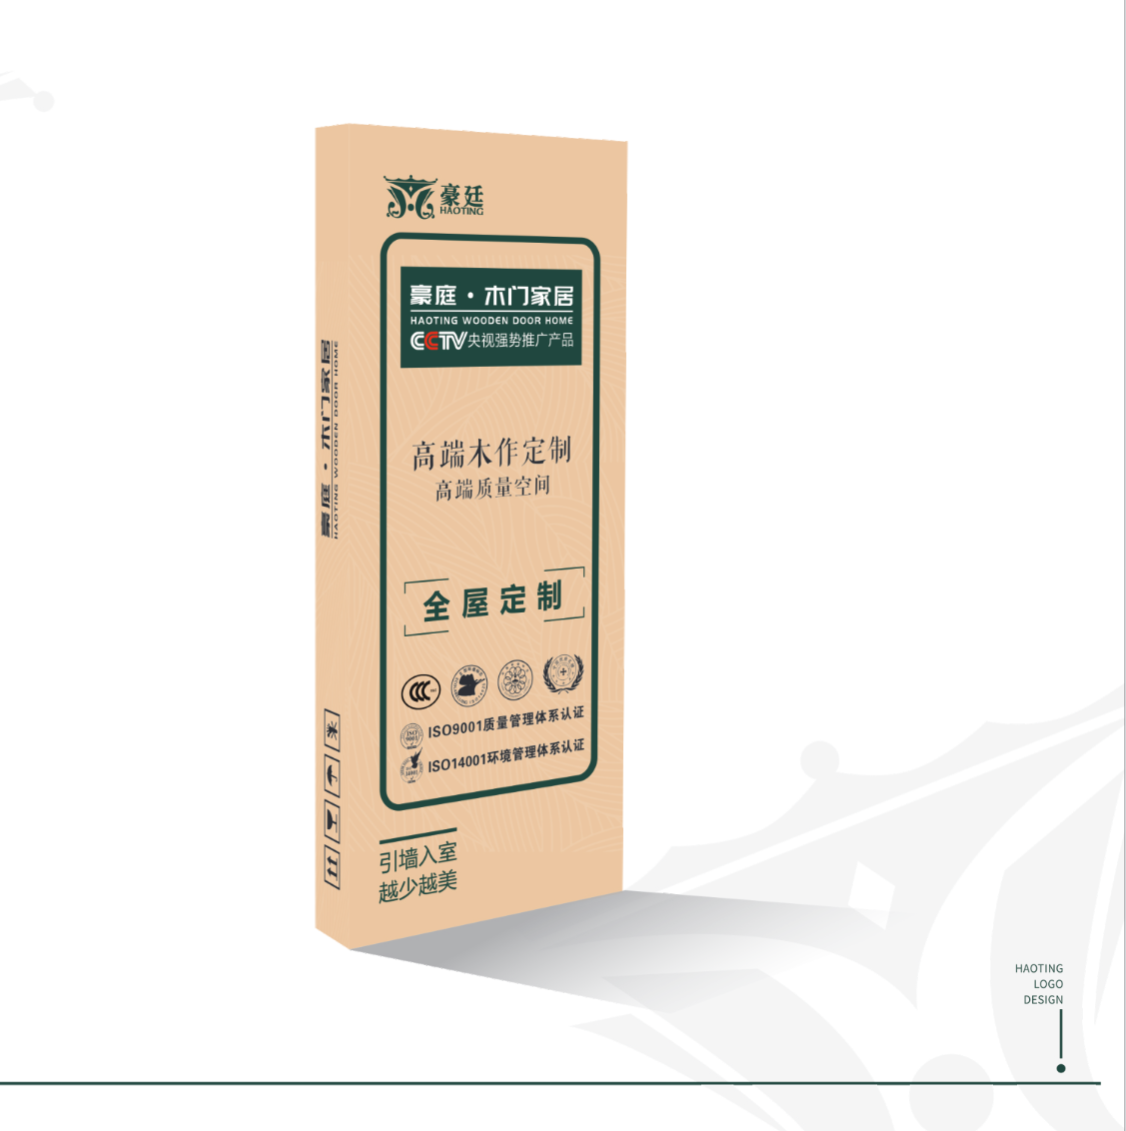 豪廷
HAOTING
豪庭·木门家居
HAOTING WOODEN DOOR HOME
CCTV央视强势推广产品
高端木作定制
高端质量空间
全屋定制
ISO9001质量管理体系认证
ISO14001环境管理体系认证
引墙入室
越少越美
豪庭·木门家居
HAOTING WOODEN DOOR HOME
HAOTING
LOGO
DESIGN